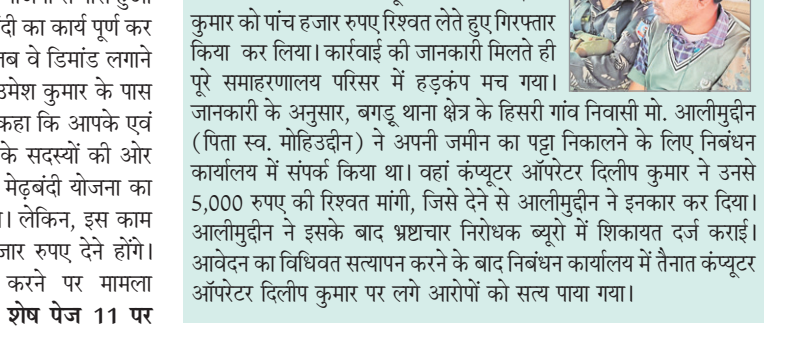 दी का कार्य पूर्ण कर
वे डिमांड लगाने
उमेश कुमार के पास
कहा कि आपके एवं
के सदस्यों की ओर
मेढ़बंदी योजना का
। लेकिन, इस काम
जार रुपए देने होंगे।
करने पर मामला
शेष पेज 11 पर
कुमार को पांच हजार रुपए रिश्वत लेते हुए गिरफ्तार
किया कर लिया। कार्रवाई की जानकारी मिलते ही
पूरे समाहरणालय परिसर में हड़कंप मच गया।
जानकारी के अनुसार, बगडू थाना क्षेत्र के हिसरी गांव निवासी मो. आलीमुद्दीन
(पिता स्व. मोहिउद्दीन) ने अपनी जमीन का पट्टा निकालने के लिए निबंधन
कार्यालय में संपर्क किया था। वहां कंप्यूटर ऑपरेटर दिलीप कुमार ने उनसे
5,000 रुपए की रिश्वत मांगी, जिसे देने से आलीमुद्दीन ने इनकार कर दिया।
आलीमुद्दीन ने इसके बाद भ्रष्टाचार निरोधक ब्यूरो में शिकायत दर्ज कराई।
आवेदन का विधिवत सत्यापन करने के बाद निबंधन कार्यालय में तैनात कंप्यूटर
ऑपरेटर दिलीप कुमार पर लगे आरोपों को सत्य पाया गया।